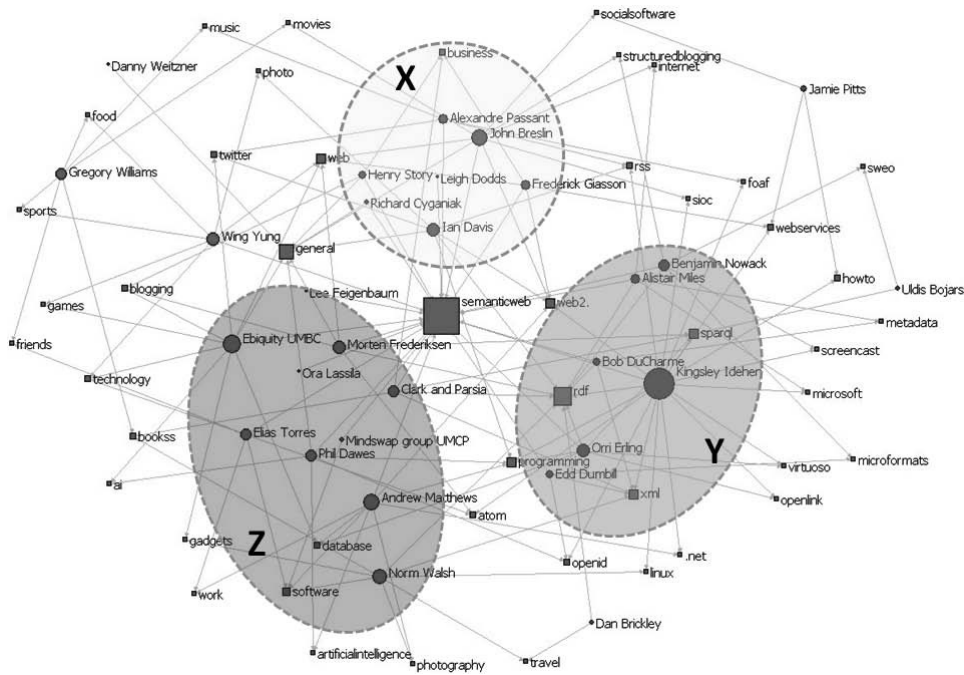 music
movies
socialsoftware
business
structuredblogging
internet
Danny Weitzner
photo
X
Jamie Pitts
food
Alexandre Passant
John Breslin
twitter
web
rss
sweo
Gregory Williams
Henry Story
Leigh Dodds
Frederick Giasson
foaf
Richard Cyganiak
sioc
sports
Wing Yung
Ian Davis
webservices
general
Benjamin Nowack
Alistair Miles
howto
Uldis Bojars
blogging
Lee Feigenbaum
games
semanticweb
web2.
metadata
friends
Ebiquity UMBC
Morten Frederiksen
sparql
screencast
technology
Ora Lassila
Bob DuCharme
Kingsley Idehen
Clark and Parsia
rdf
microsoft
bookss
Elias Torres
Mindswap group UMCP
Phil Dawes
Orri Erling
Y
programming
virtuoso
microformats
ai
Edd Dumbill
Andrew Matthews
xml
openlink
atom
gadgets
Z
database
.net
openid
linux
Norm Walsh
work
software
Dan Brickley
artificialintelligence
photography
travel